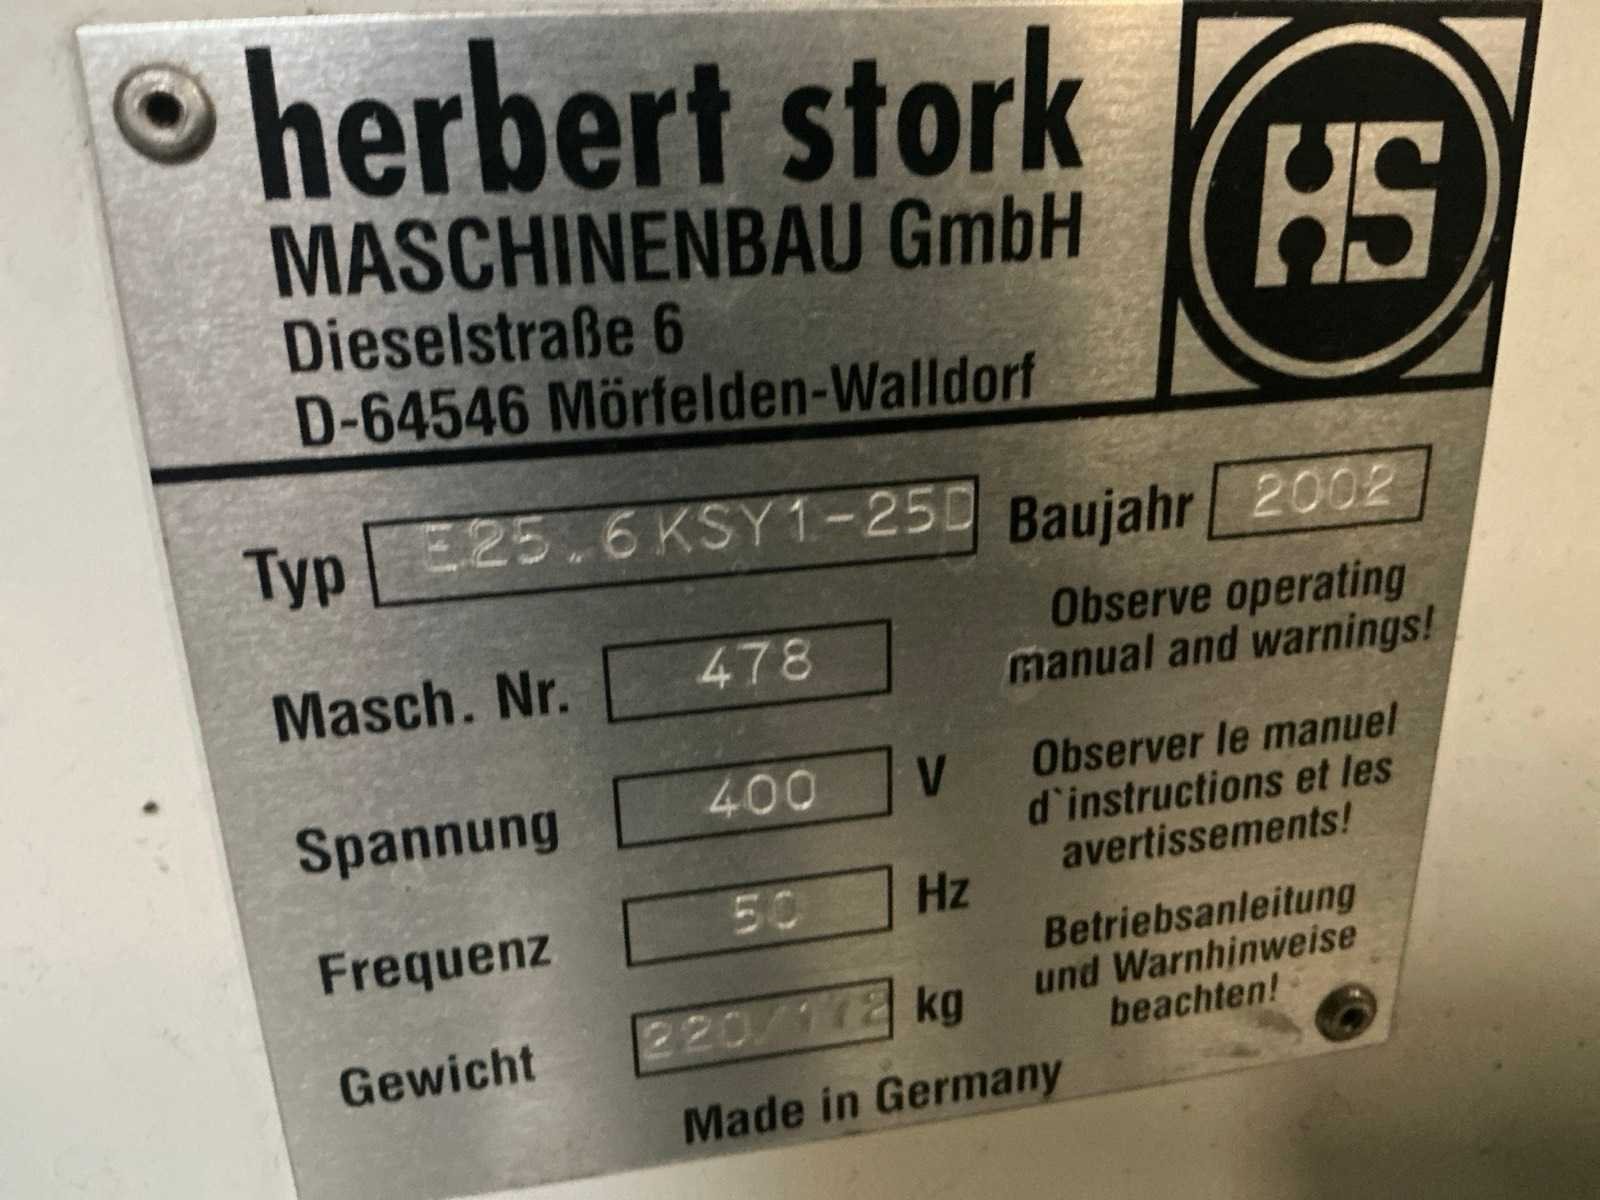 herbert stork
MASCHINENBAU GmbH
Dieselstraße 6
D-64546 Mörfelden-Walldorf
HS
Typ E25.6KSY1-25D Baujahr 2002
Masch. Nr. 478
Spannung 400 V
Frequenz 50 Hz
Gewicht 220/172 kg
Observe operating
manual and warnings!
Observer le manuel
d`instructions et les
avertissements!
Betriebsanleitung
und Warnhinweise
beachten!
Made in Germany